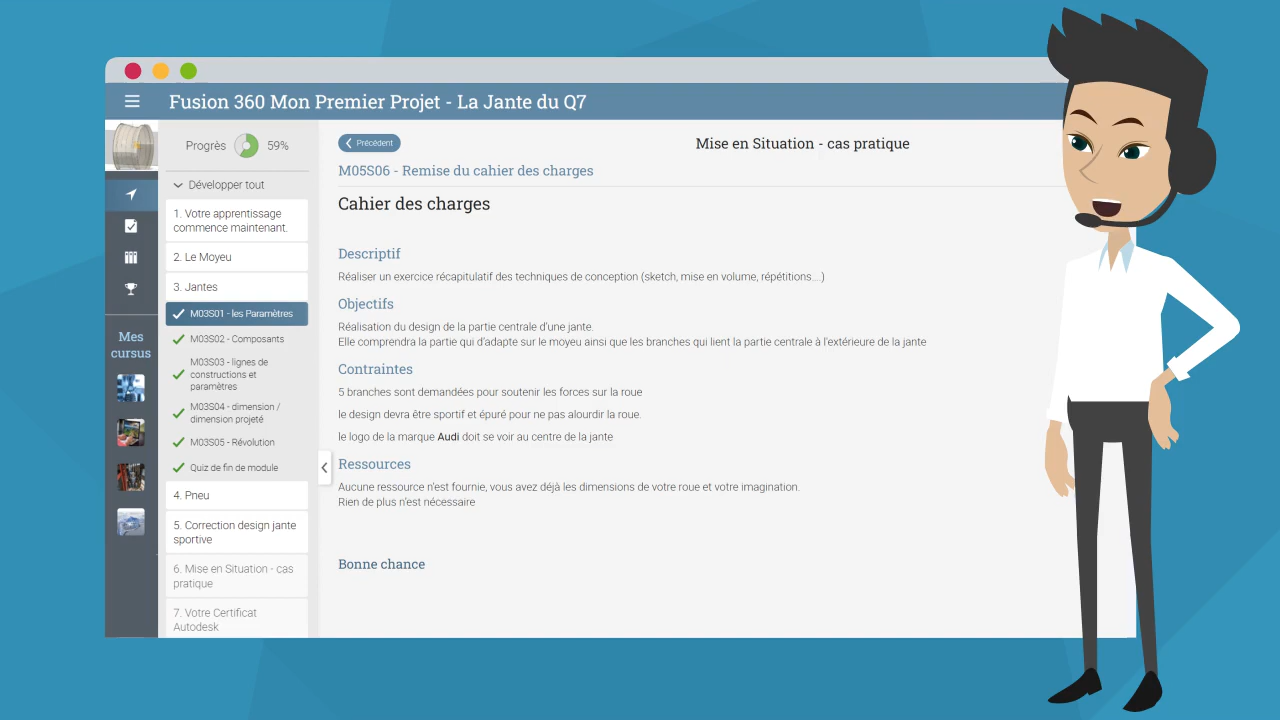 Fusion 360 Mon Premier Projet - La Jante du Q7
Progrès 59%
Développer tout
1. Votre apprentissage
commence maintenant.
2. Le Moyeu
3. Jantes
M03S01 - les Paramètres
M03S02 - Composants
M03S03 - lignes de
constructions et
paramètres
M03S04 - dimension /
dimension projeté
M03S05 - Révolution
Quiz de fin de module
4. Pneu
5. Correction design jante
sportive
6. Mise en Situation - cas
pratique
7. Votre Certificat
Autodesk
Mes
cursus
Précédent
Mise en Situation - cas pratique
M05S06 - Remise du cahier des charges
Cahier des charges
Descriptif
Réaliser un exercice récapitulatif des techniques de conception (sketch, mise en volume, répétitions....)
Objectifs
Réalisation du design de la partie centrale d'une jante.
Elle comprendra la partie qui d'adapte sur le moyeu ainsi que les branches qui lient la partie centrale à l'extérieure de la jante
Contraintes
5 branches sont demandées pour soutenir les forces sur la roue
le design devra être sportif et épuré pour ne pas alourdir la roue.
le logo de la marque Audi doit se voir au centre de la jante
Ressources
Aucune ressource n'est fournie, vous avez déjà les dimensions de votre roue et votre imagination.
Rien de plus n'est nécessaire
Bonne chance